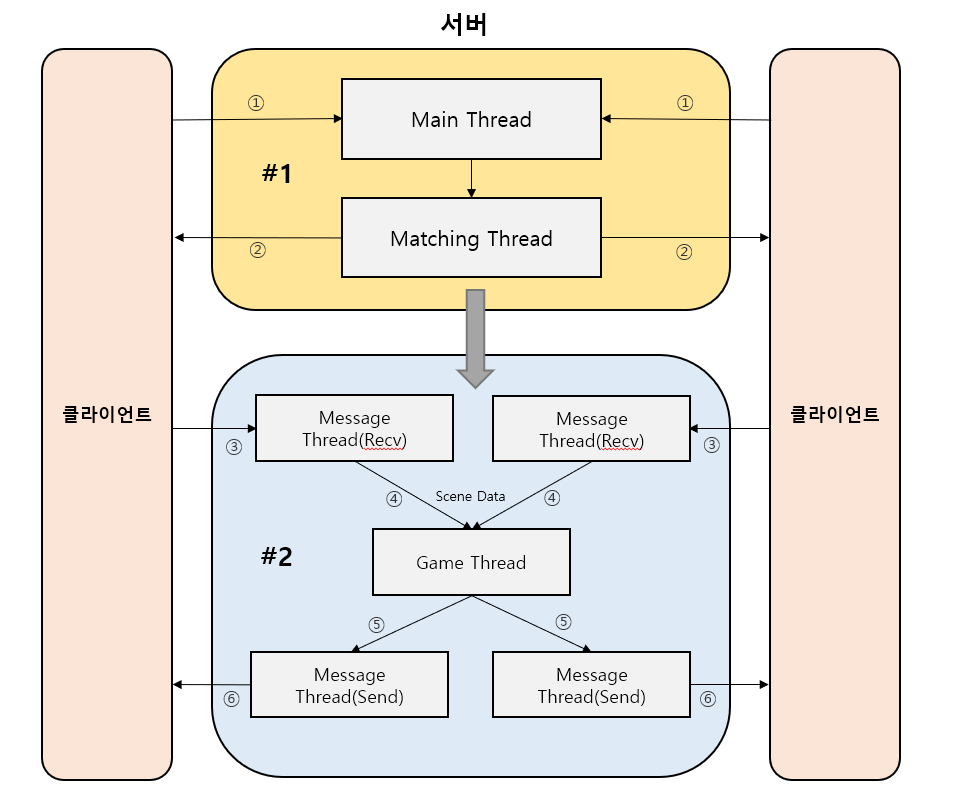 서버
①
①
Main Thread
#1
Matching Thread
②
②
클라이언트
클라이언트
Message
Thread(Recv)
Message
Thread(Recv)
③
③
④
Scene Data
④
#2
Game Thread
⑤
⑤
Message
Thread(Send)
Message
Thread(Send)
⑥
⑥